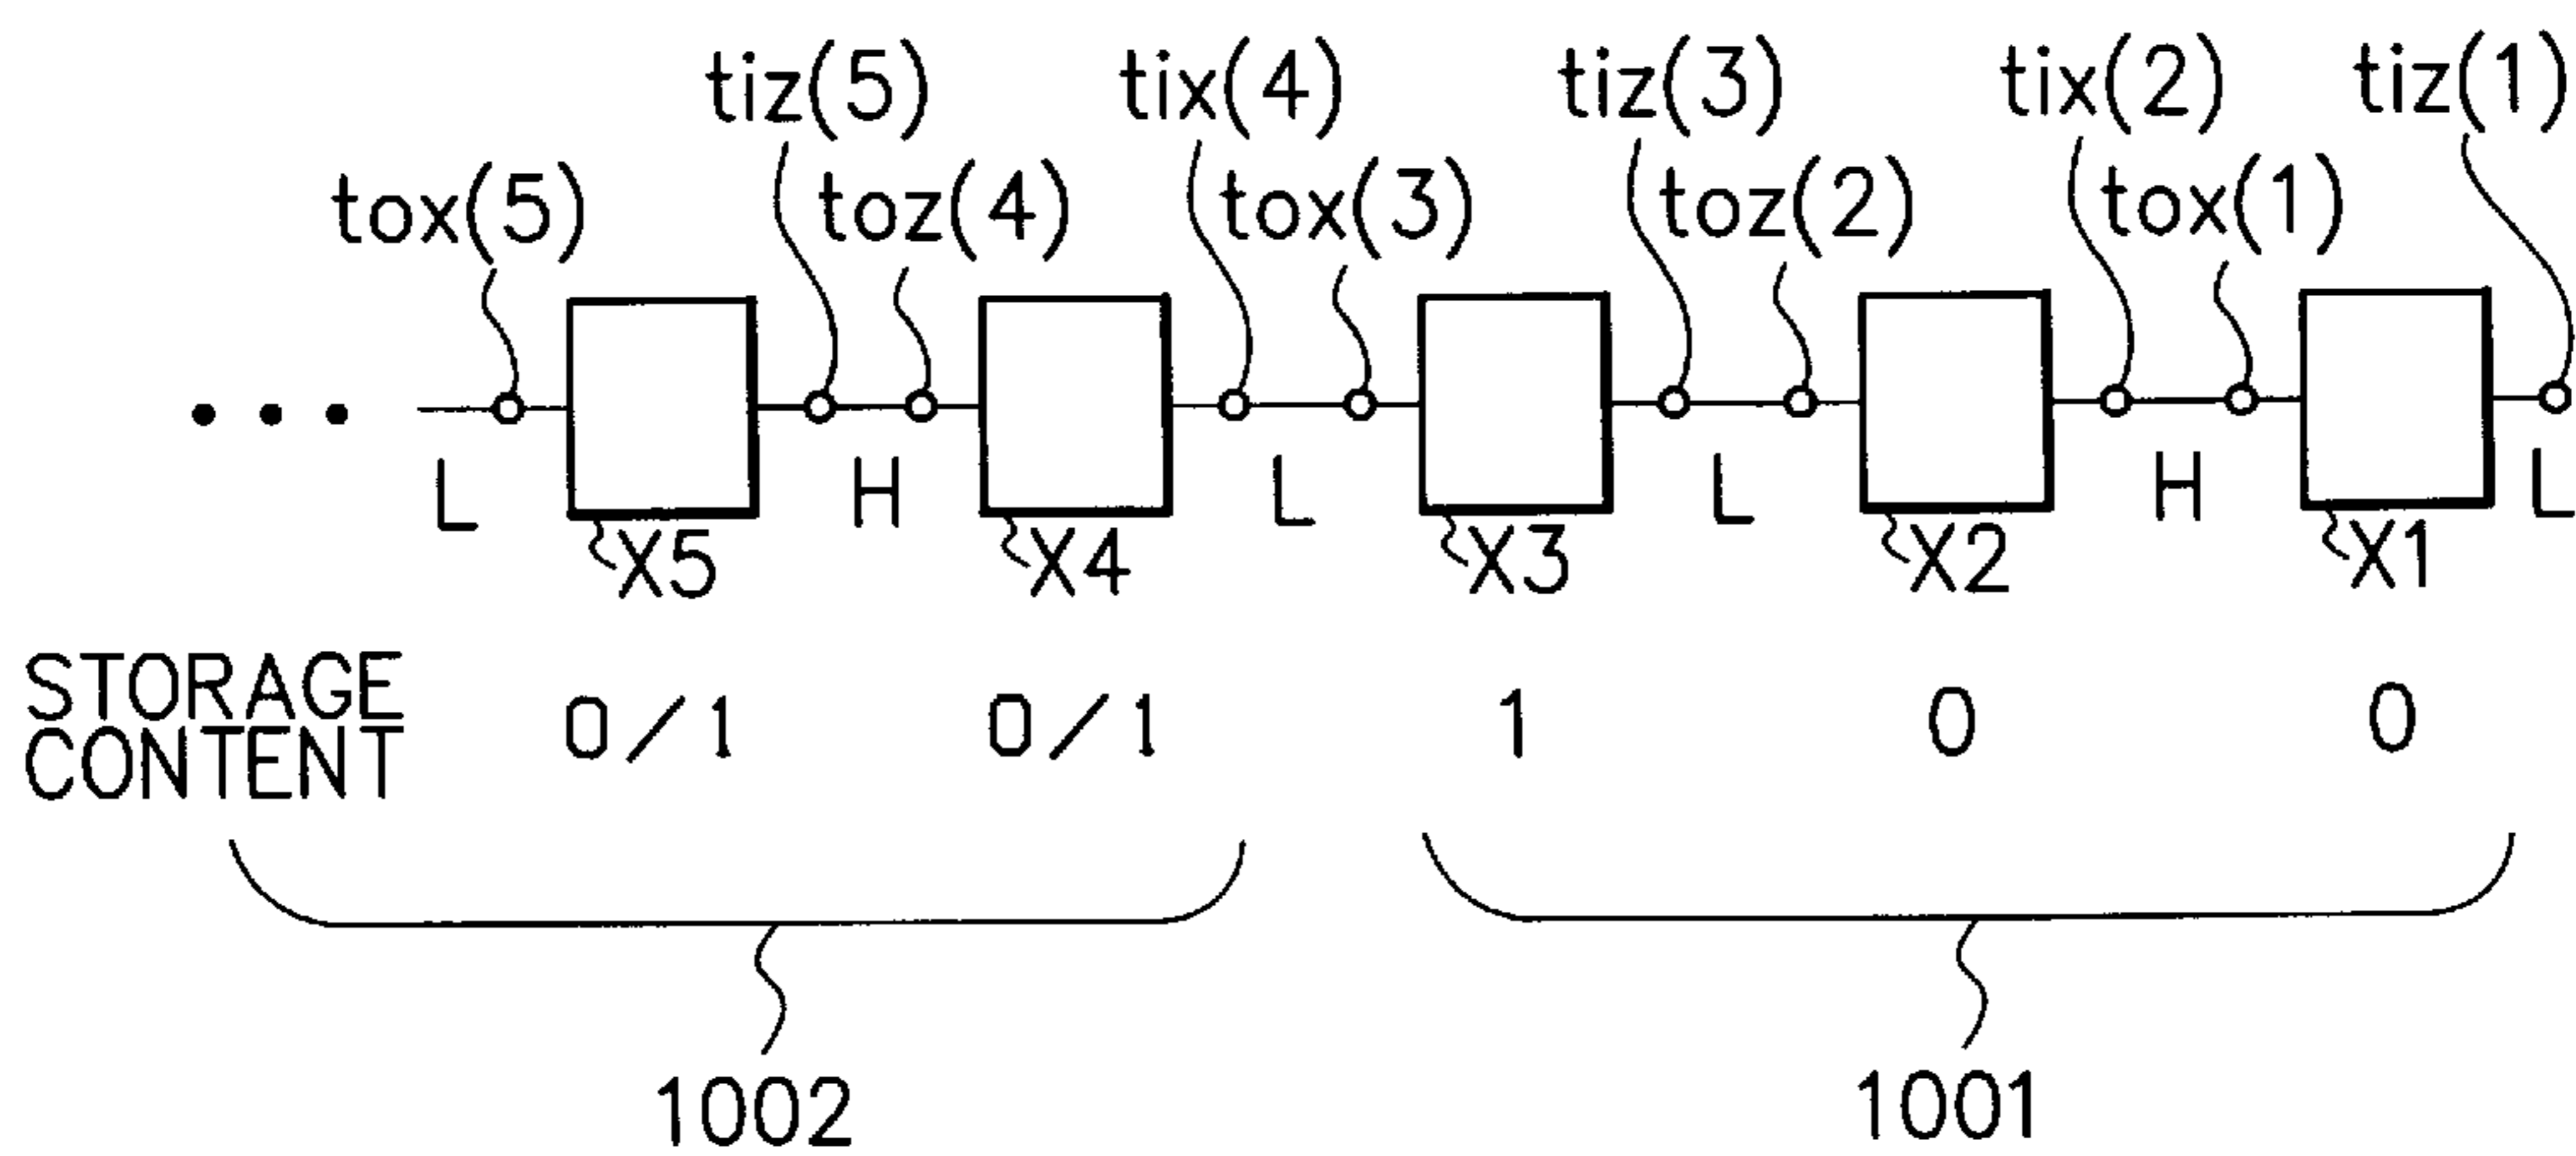 tiz(5) tix(4) tiz(3) tix(2) tiz(1)
tox(5) toz(4) tox(3) toz(2) tox(1)
L H L L H L
X5 X4 X3 X2 X1
STORAGE
CONTENT 0/1 0/1 1 0 0
1002 1001